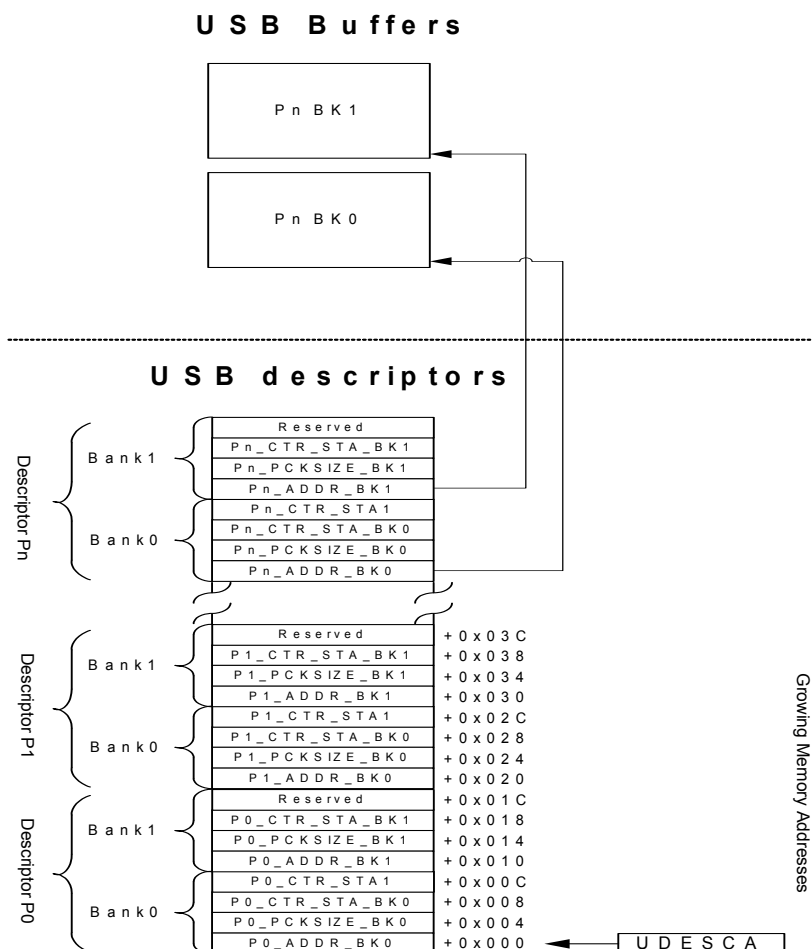 USB Buffers
Pn BK1
Pn BK0
USB descriptors
Descriptor Pn
Bank1
Reserved
Pn_CTR_STA_BK1
Pn_PCKSIZE_BK1
Pn_ADDR_BK1
Bank0
Pn_CTR_STA1
Pn_CTR_STA_BK0
Pn_PCKSIZE_BK0
Pn_ADDR_BK0
Growing Memory Addresses
Descriptor P1
Bank1
Reserved +0x03C
P1_CTR_STA_BK1 +0x038
P1_PCKSIZE_BK1 +0x034
P1_ADDR_BK1 +0x030
Bank0
P1_CTR_STA1 +0x02C
P1_CTR_STA_BK0 +0x028
P1_PCKSIZE_BK0 +0x024
P1_ADDR_BK0 +0x020
Descriptor P0
Bank1
Reserved +0x01C
P0_CTR_STA_BK1 +0x018
P0_PCKSIZE_BK1 +0x014
P0_ADDR_BK1 +0x010
Bank0
P0_CTR_STA1 +0x00C
P0_CTR_STA_BK0 +0x008
P0_PCKSIZE_BK0 +0x004
P0_ADDR_BK0 +0x000 UDESCA